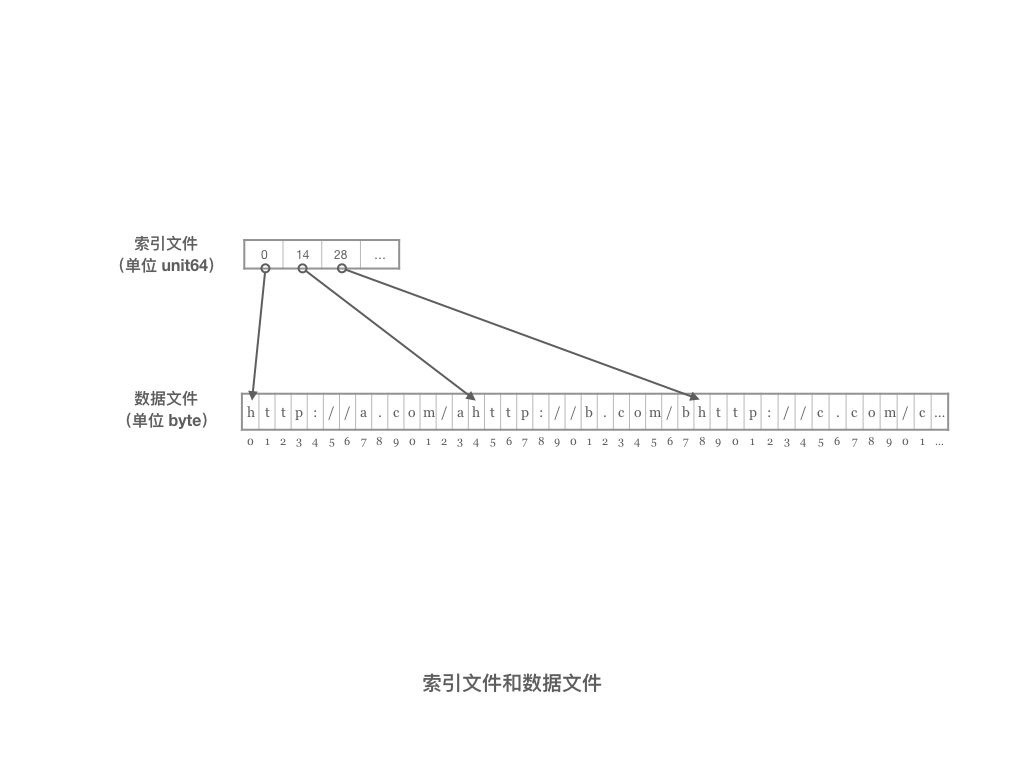 索引文件
（单位 unit64）
0 14 28 ...
数据文件
（单位 byte）
h t t p : / / a . c o m / a h t t p : / / b . c o m / b h t t p : / / c . c o m / c ...
0 1 2 3 4 5 6 7 8 9 0 1 2 3 4 5 6 7 8 9 0 1 2 3 4 5 6 7 8 9 0 1 2 3 4 5 6 7 8 9 0 1 ...
索引文件和数据文件